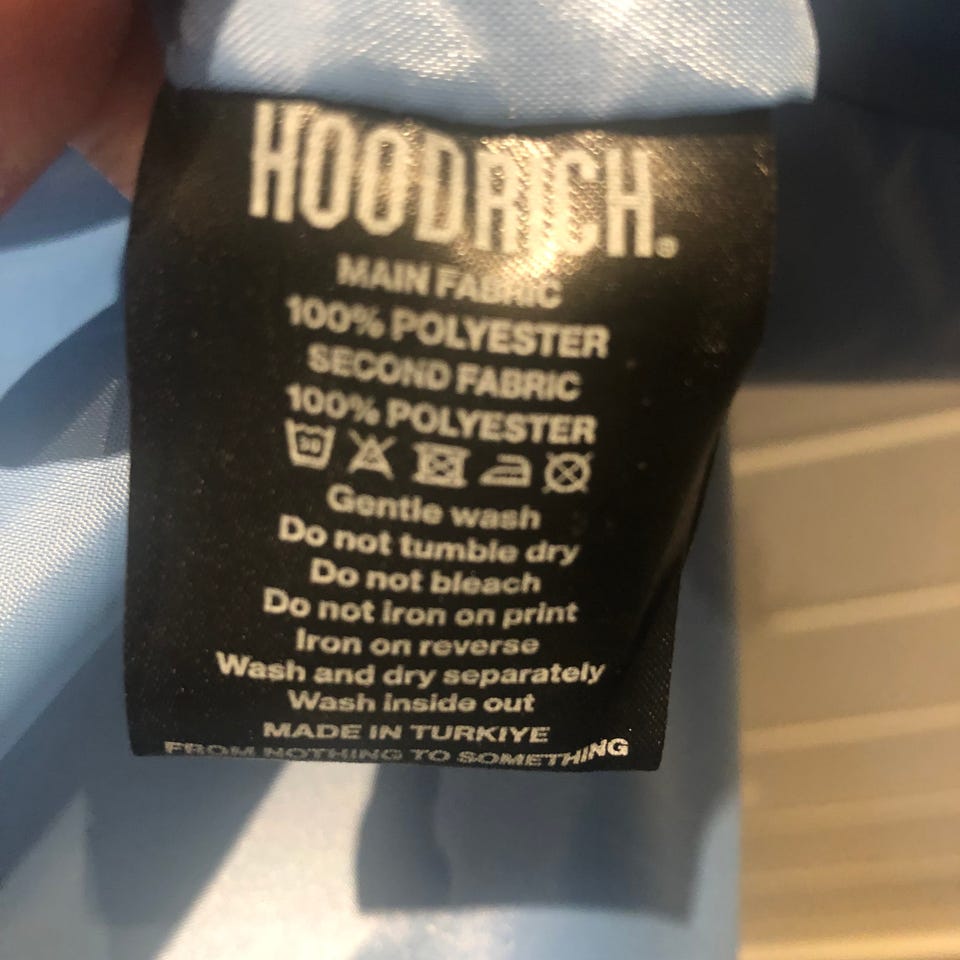 HOODRICH.
MAIN FABRIC
100% POLYESTER
SECOND FABRIC
100% POLYESTER
30
Gentle wash
Do not tumble dry
Do not bleach
Do not iron on print
Iron on reverse
Wash and dry separately
Wash inside out
MADE IN TURKIYE
FROM NOTHING TO SOMETHING